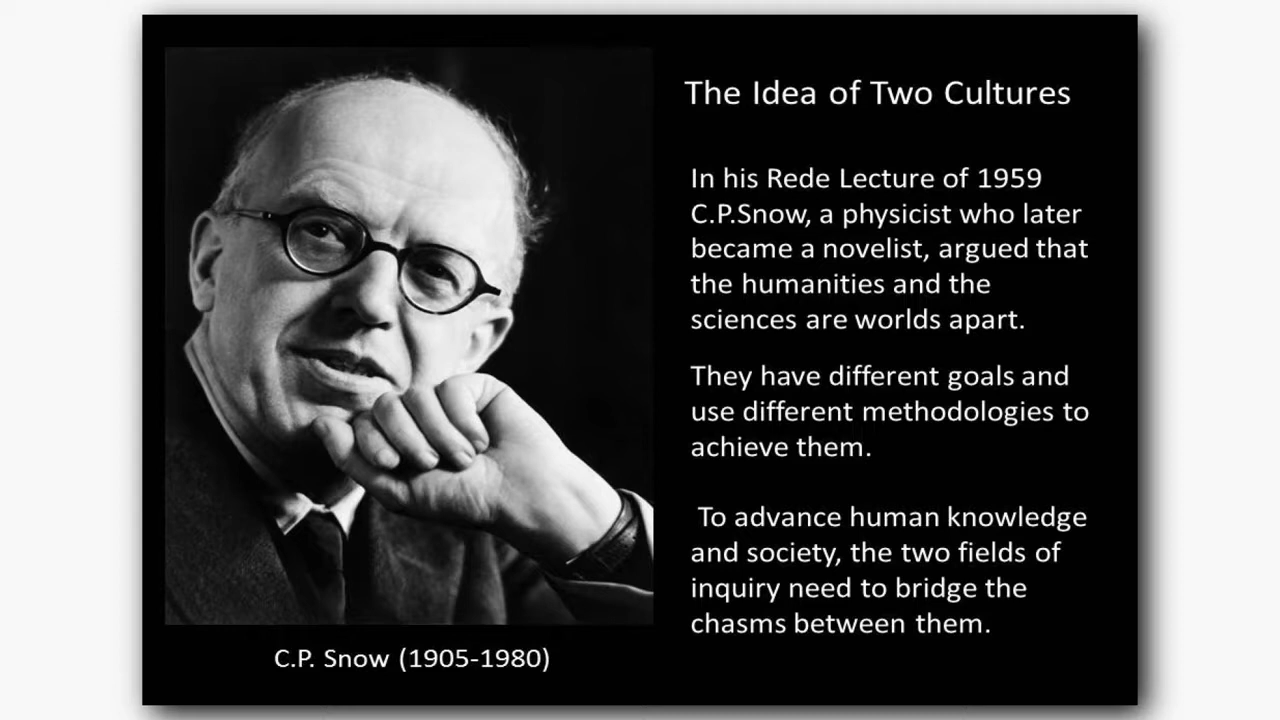 The Idea of Two Cultures
In his Rede Lecture of 1959
C.P.Snow, a physicist who later
became a novelist, argued that
the humanities and the
sciences are worlds apart.
They have different goals and
use different methodologies to
achieve them.
To advance human knowledge
and society, the two fields of
inquiry need to bridge the
chasms between them.
C.P. Snow (1905-1980)